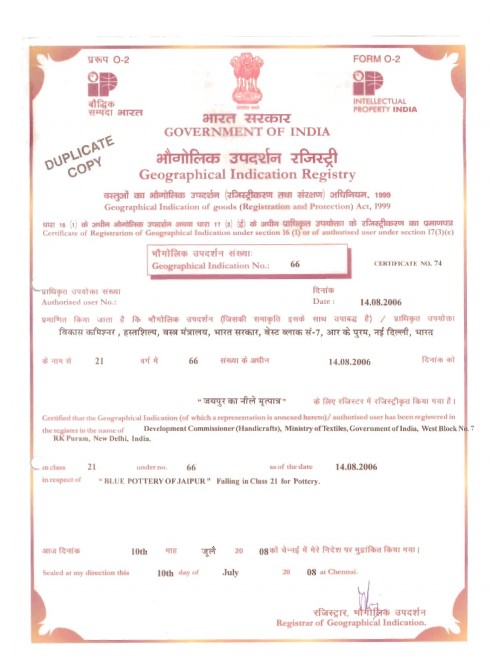 प्ररूप O-2
FORM O-2
बौद्धिक
सम्पदा भारत
INTELLECTUAL
PROPERTY INDIA
भारत सरकार
GOVERNMENT OF INDIA
DUPLICATE
COPY
भौगोलिक उपदर्शन रजिस्ट्री
Geographical Indication Registry
वस्तुओं का भौगोलिक उपदर्शन (रजिस्ट्रीकरण तथा संरक्षण) अधिनियम, 1999
Geographical Indication of goods (Registration and Protection) Act, 1999
धारा 16 (1) के अधीन भौगोलिक उपदर्शन अथवा धारा 17 (3) (ई) के अधीन प्राधिकृत उपयोक्ता के रजिस्ट्रीकरण का प्रमाणपत्र
Certificate of Registration of Geographical Indication under section 16 (1) or of authorised user under section 17(3)(e)
भौगोलिक उपदर्शन संख्या:
Geographical Indication No.: 66
CERTIFICATE NO. 74
प्राधिकृत उपयोक्ता संख्या दिनांक
Authorised user No.: Date : 14.08.2006
प्रमाणित किया जाता है कि भौगोलिक उपदर्शन (जिसकी समाकृति इसके साथ उपाबद्ध है) / प्राधिकृत उपयोक्ता
विकास कमिश्नर, हस्तशिल्प, वस्त्र मंत्रालय, भारत सरकार, वेस्ट ब्लाक सं-7, आर के पुरम, नई दिल्ली, भारत
के नाम से 21 वर्ग में 66 संख्या के अधीन 14.08.2006 दिनांक को
" जयपुर का नीले मृत्पात्र " के लिए रजिस्टर में रजिस्ट्रीकृत किया गया है।
Certified that the Geographical Indication (of which a representation is annexed hereto)/ authorised user has been registered in
the register in the name of Development Commissioner (Handicrafts), Ministry of Textiles, Government of India, West Block No. 7
RK Puram, New Delhi, India.
in class 21 under no. 66 as of the date 14.08.2006
in respect of " BLUE POTTERY OF JAIPUR " Falling in Class 21 for Pottery.
आज दिनांक 10th माह जूलै 20 08 को चेन्नई में मेरे निदेश पर मुद्रांकित किया गया।
Sealed at my direction this 10th day of July 20 08 at Chennai.
रजिस्ट्रार, भौगोलिक उपदर्शन
Registrar of Geographical Indication.